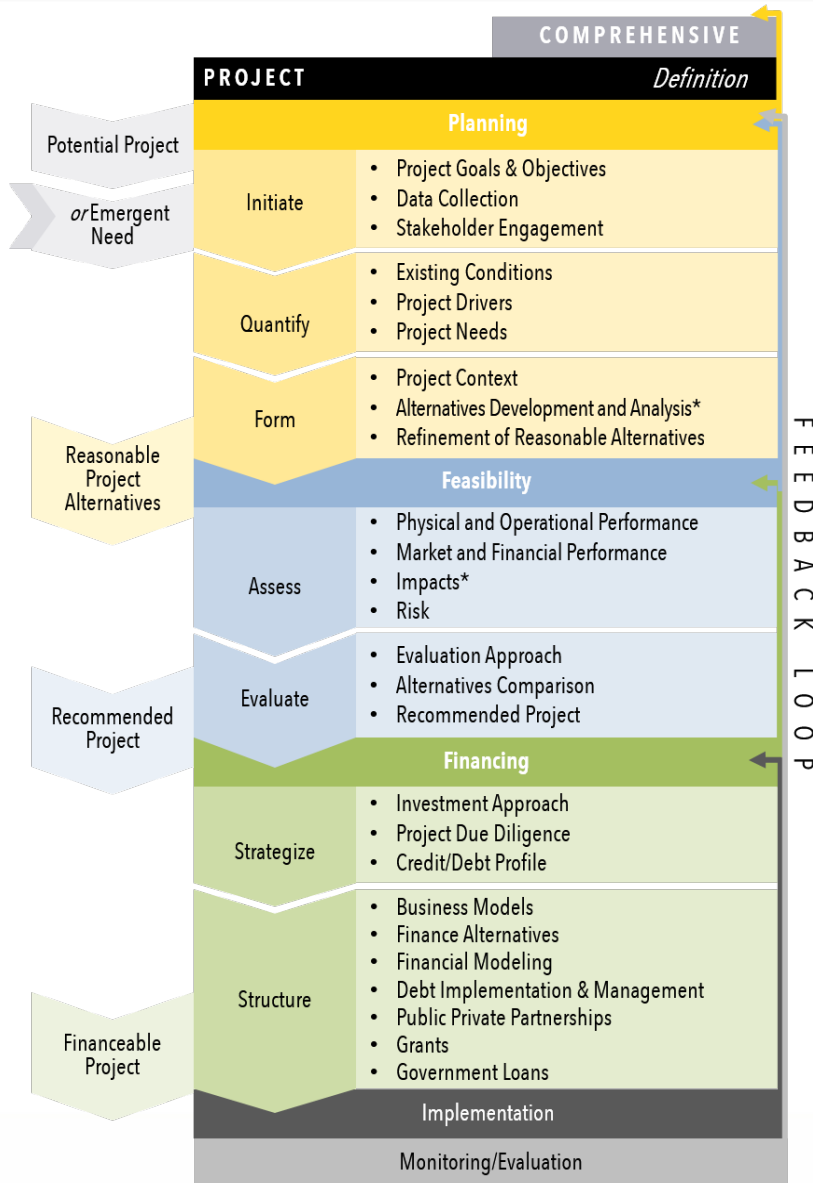 COMPREHENSIVE
PROJECT
Definition
Planning
Potential Project
or Emergent
Need
Initiate
• Project Goals & Objectives
• Data Collection
• Stakeholder Engagement
Quantify
• Existing Conditions
• Project Drivers
• Project Needs
Form
• Project Context
• Alternatives Development and Analysis*
• Refinement of Reasonable Alternatives
Reasonable
Project
Alternatives
Feasibility
Assess
• Physical and Operational Performance
• Market and Financial Performance
• Impacts*
• Risk
Evaluate
• Evaluation Approach
• Alternatives Comparison
• Recommended Project
Recommended
Project
Financing
Strategize
• Investment Approach
• Project Due Diligence
• Credit/Debt Profile
Structure
• Business Models
• Finance Alternatives
• Financial Modeling
• Debt Implementation & Management
• Public Private Partnerships
• Grants
• Government Loans
Financeable
Project
Implementation
Monitoring/Evaluation
FEEDBACK LOOP